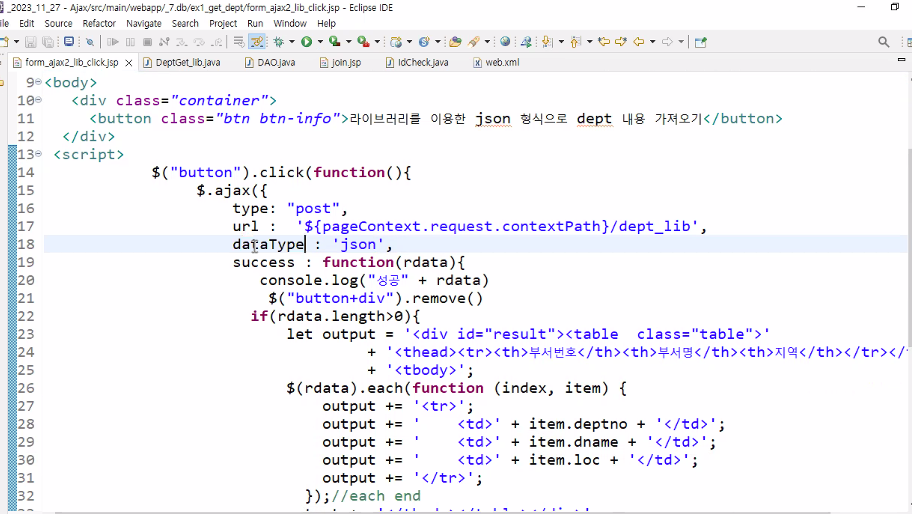 _2023_11_27 - Ajax/src/main/webapp/_7.db/ex1_get_dept/form_ajax2_lib_click.jsp - Eclipse IDE
Edit Source Refactor Navigate Search Project Run Window Help
form_ajax2_lib_click.jsp DeptGet_lib.java DAO.java join.jsp IdCheck.java web.xml
9 <body>
10 <div class="container">
11 <button class="btn btn-info">라이브러리를 이용한 json 형식으로 dept 내용 가져오기</button>
12 </div>
13 <script>
14 $("button").click(function(){
15 $.ajax({
16 type: "post",
17 url : '${pageContext.request.contextPath}/dept_lib',
18 dataType : 'json',
19 success : function(rdata){
20 console.log("성공" + rdata)
21 $("button+div").remove()
22 if(rdata.length>0){
23 let output = '<div id="result"><table class="table">'
24 + '<thead><tr><th>부서번호</th><th>부서명</th><th>지역</th></tr></
25 + '<tbody>';
26 $(rdata).each(function (index, item) {
27 output += '<tr>';
28 output += ' <td>' + item.deptno + '</td>';
29 output += ' <td>' + item.dname + '</td>';
30 output += ' <td>' + item.loc + '</td>';
31 output += '</tr>';
32 });//each end